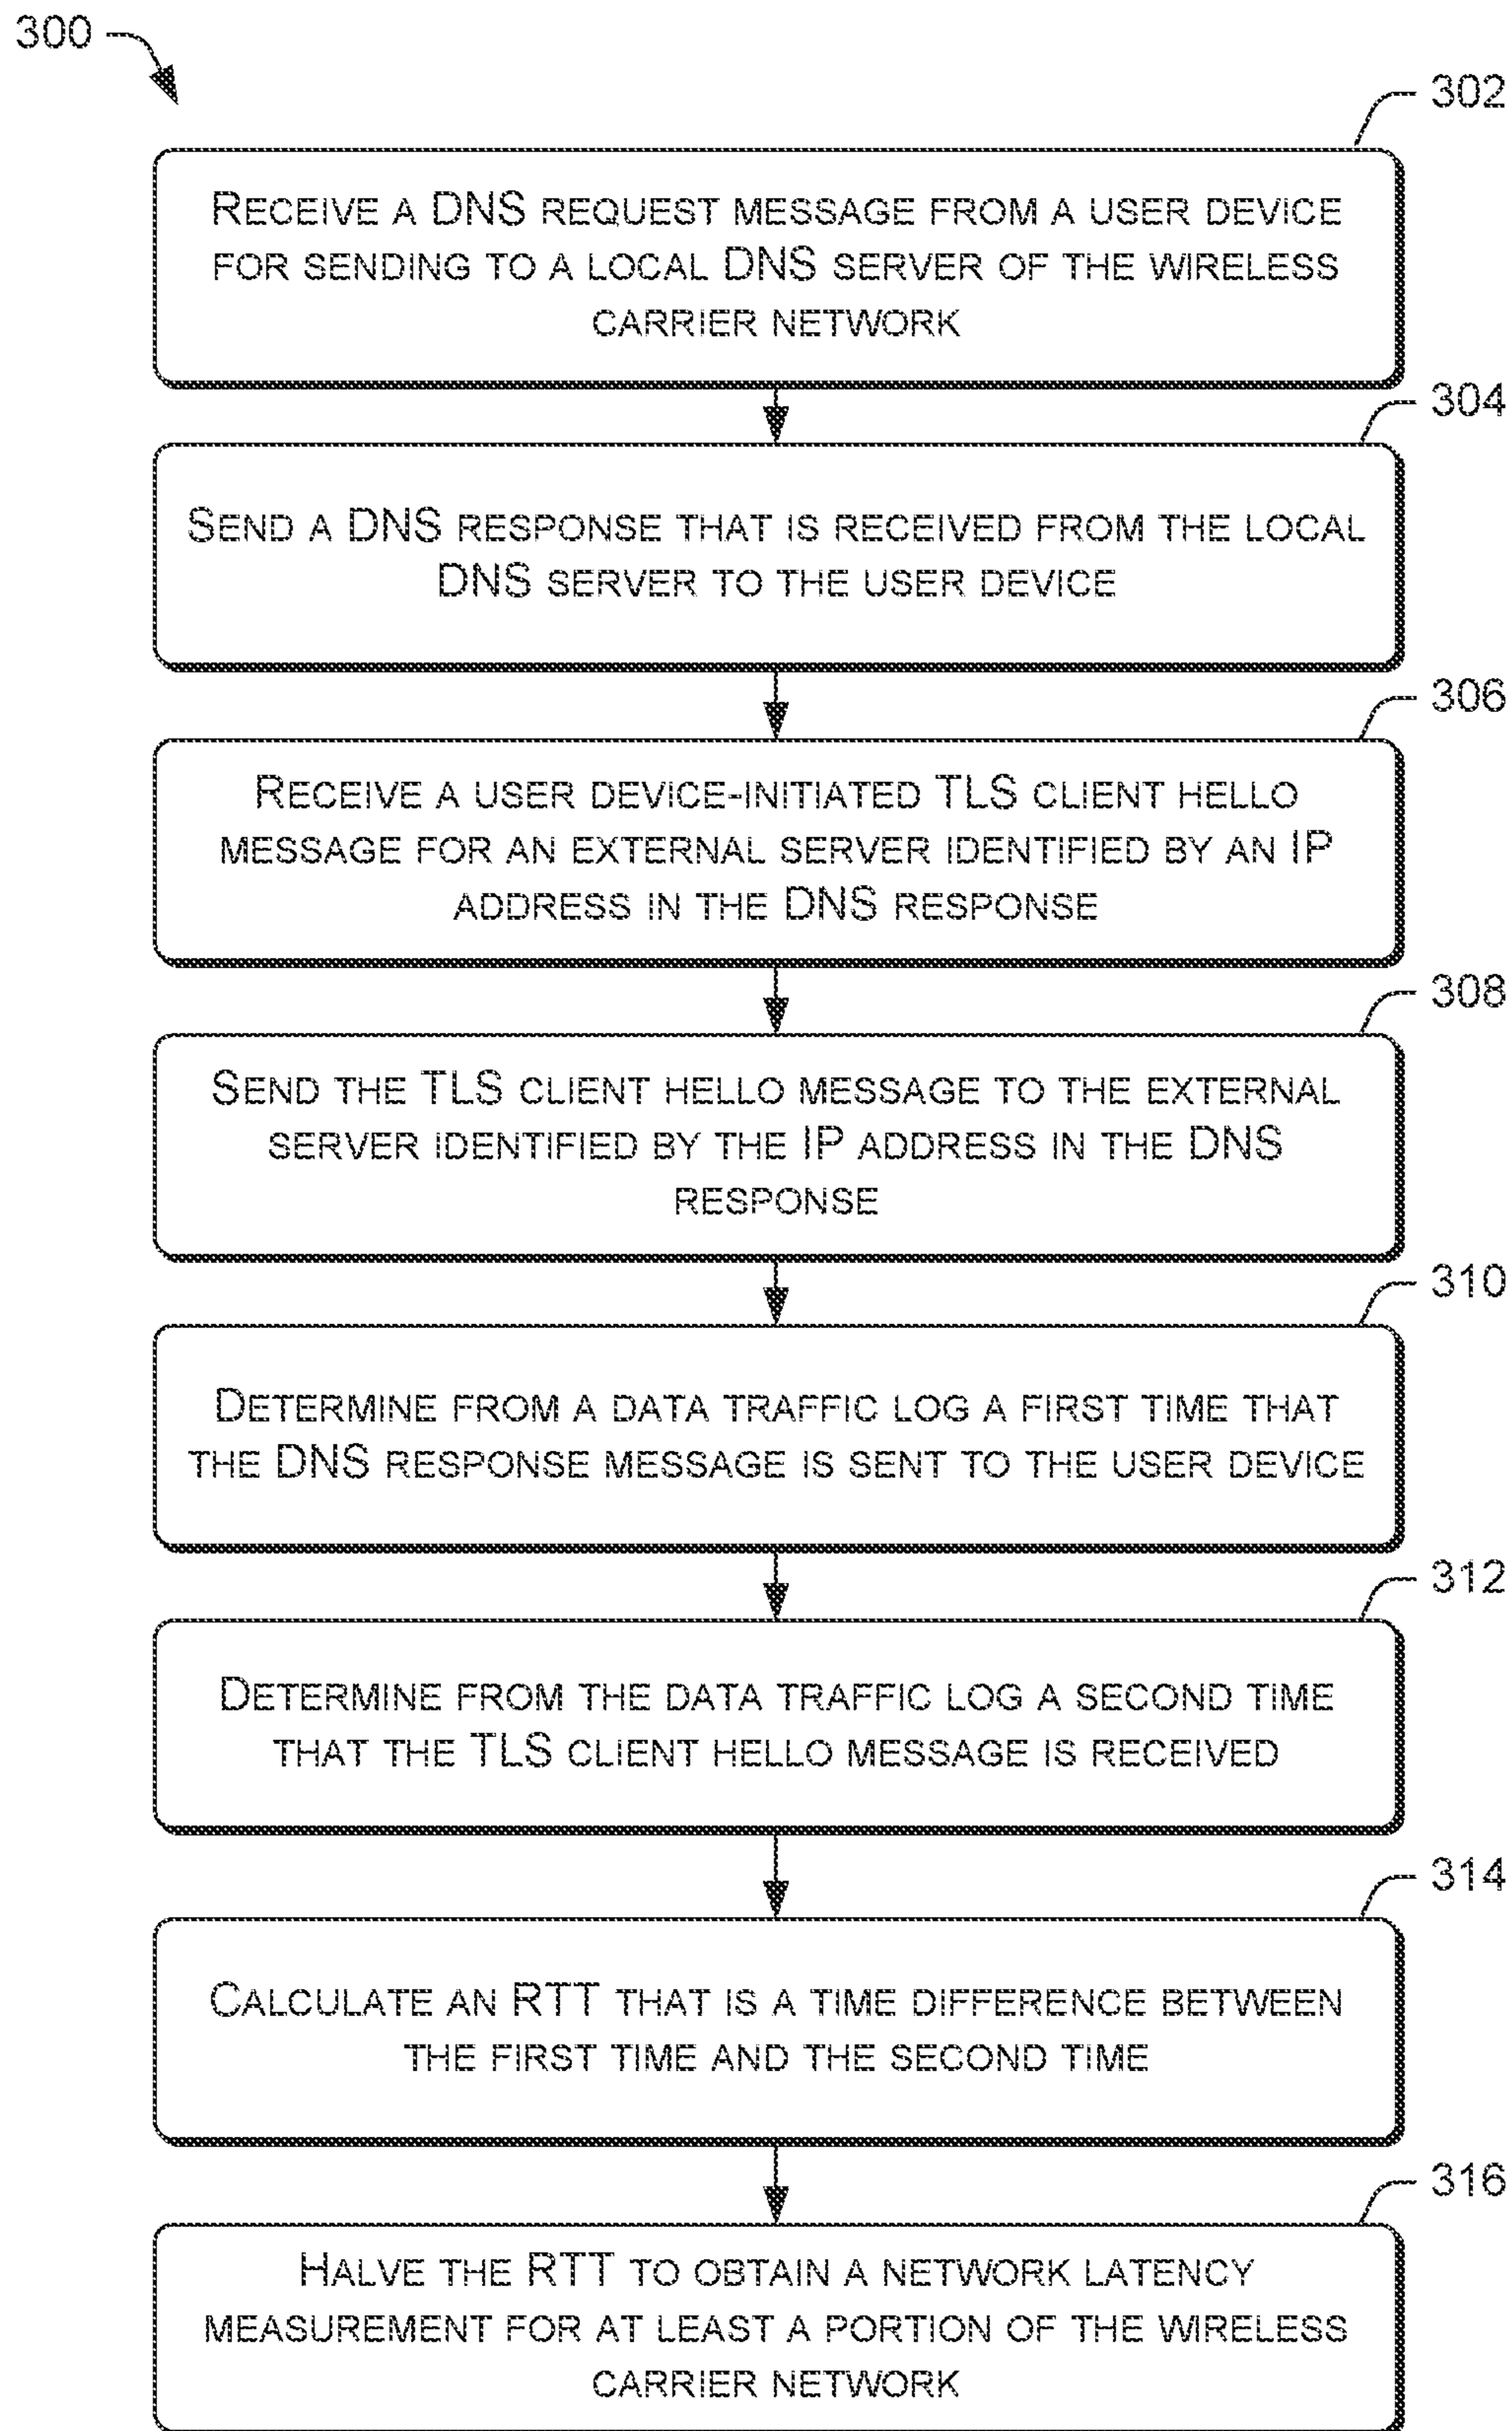 300
302
RECEIVE A DNS REQUEST MESSAGE FROM A USER DEVICE
FOR SENDING TO A LOCAL DNS SERVER OF THE WIRELESS
CARRIER NETWORK
304
SEND A DNS RESPONSE THAT IS RECEIVED FROM THE LOCAL
DNS SERVER TO THE USER DEVICE
306
RECEIVE A USER DEVICE-INITIATED TLS CLIENT HELLO
MESSAGE FOR AN EXTERNAL SERVER IDENTIFIED BY AN IP
ADDRESS IN THE DNS RESPONSE
308
SEND THE TLS CLIENT HELLO MESSAGE TO THE EXTERNAL
SERVER IDENTIFIED BY THE IP ADDRESS IN THE DNS
RESPONSE
310
DETERMINE FROM A DATA TRAFFIC LOG A FIRST TIME THAT
THE DNS RESPONSE MESSAGE IS SENT TO THE USER DEVICE
312
DETERMINE FROM THE DATA TRAFFIC LOG A SECOND TIME
THAT THE TLS CLIENT HELLO MESSAGE IS RECEIVED
314
CALCULATE AN RTT THAT IS A TIME DIFFERENCE BETWEEN
THE FIRST TIME AND THE SECOND TIME
316
HALVE THE RTT TO OBTAIN A NETWORK LATENCY
MEASUREMENT FOR AT LEAST A PORTION OF THE WIRELESS
CARRIER NETWORK